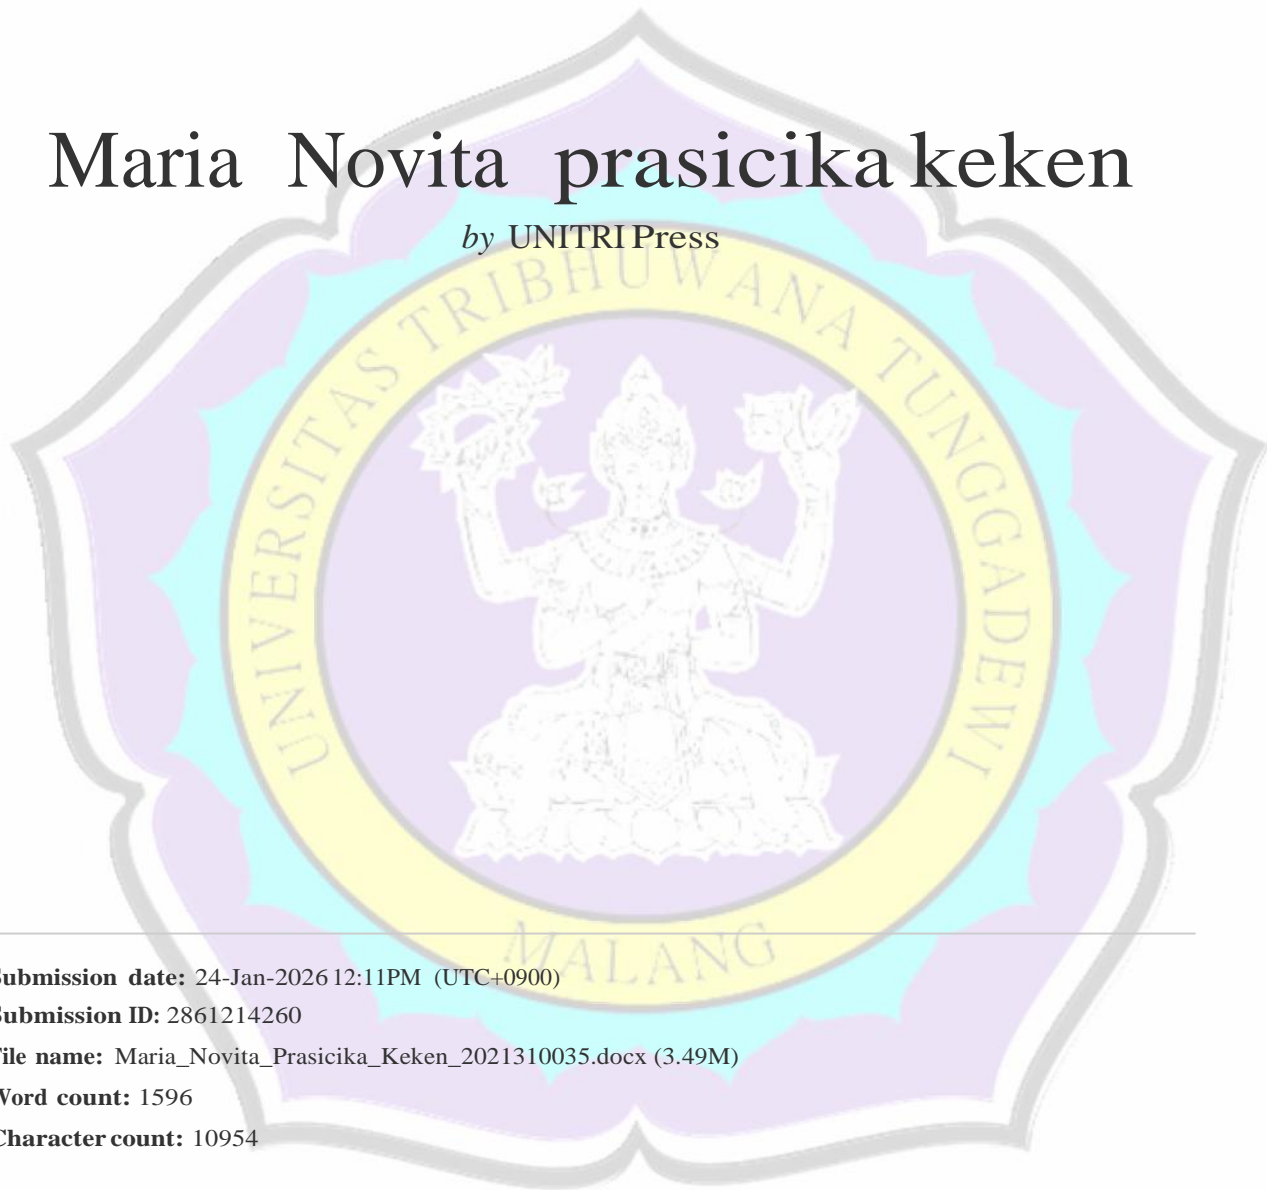 Maria Novita prasicika keken
by UNITRI Press
UNIVERSITAS TRIBHUWANA TUNGGADEWI
MALANG
Submission date: 24-Jan-2026 12:11PM (UTC+0900)
Submission ID: 2861214260
File name: Maria_Novita_Prasicika_Keken_2021310035.docx (3.49M)
Word count: 1596
Character count: 10954